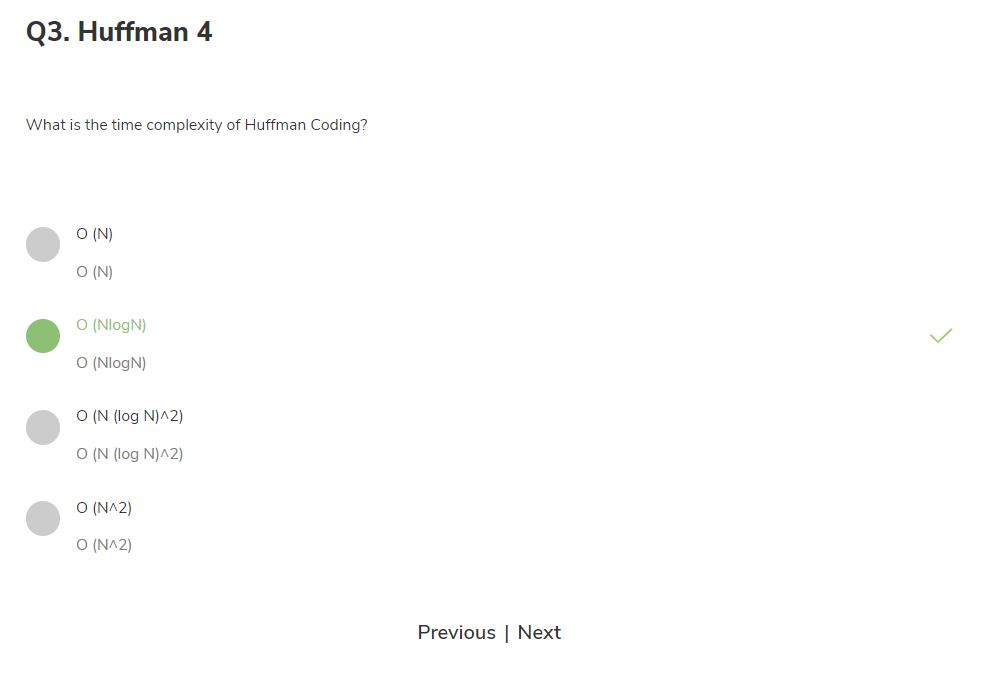 Q3. Huffman 4
What is the time complexity of Huffman Coding?
O (N)
O (N)
O (NlogN)
O (NlogN)
O (N (log N)^2)
O (N (log N)^2)
O (N^2)
O (N^2)
Previous | Next